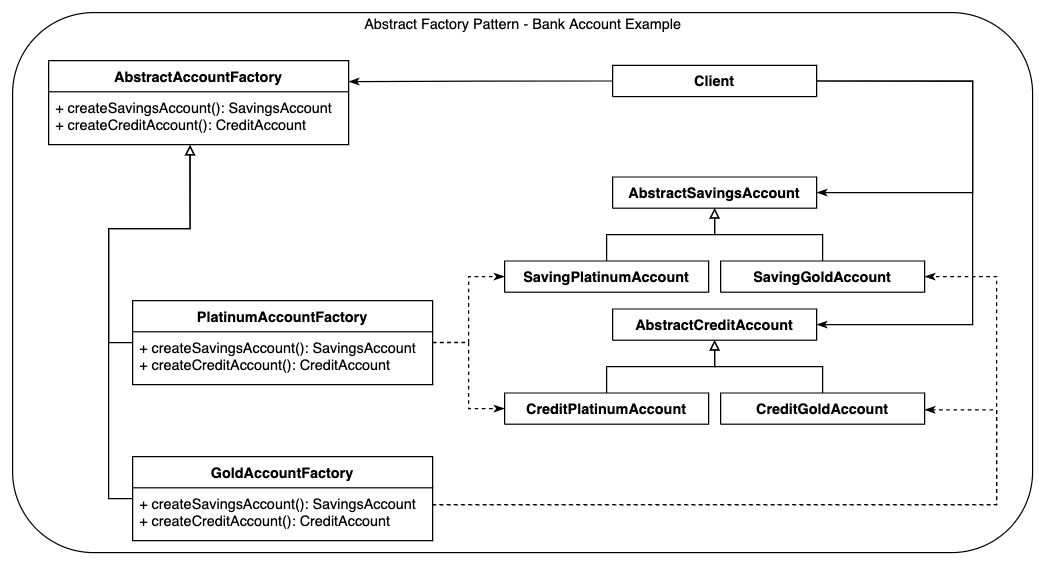 Abstract Factory Pattern - Bank Account Example
AbstractAccountFactory
+ createSavingsAccount(): SavingsAccount
+ createCreditAccount(): CreditAccount
Client
AbstractSavingsAccount
SavingPlatinumAccount
SavingGoldAccount
AbstractCreditAccount
CreditPlatinumAccount
CreditGoldAccount
PlatinumAccountFactory
+ createSavingsAccount(): SavingsAccount
+ createCreditAccount(): CreditAccount
GoldAccountFactory
+ createSavingsAccount(): SavingsAccount
+ createCreditAccount(): CreditAccount